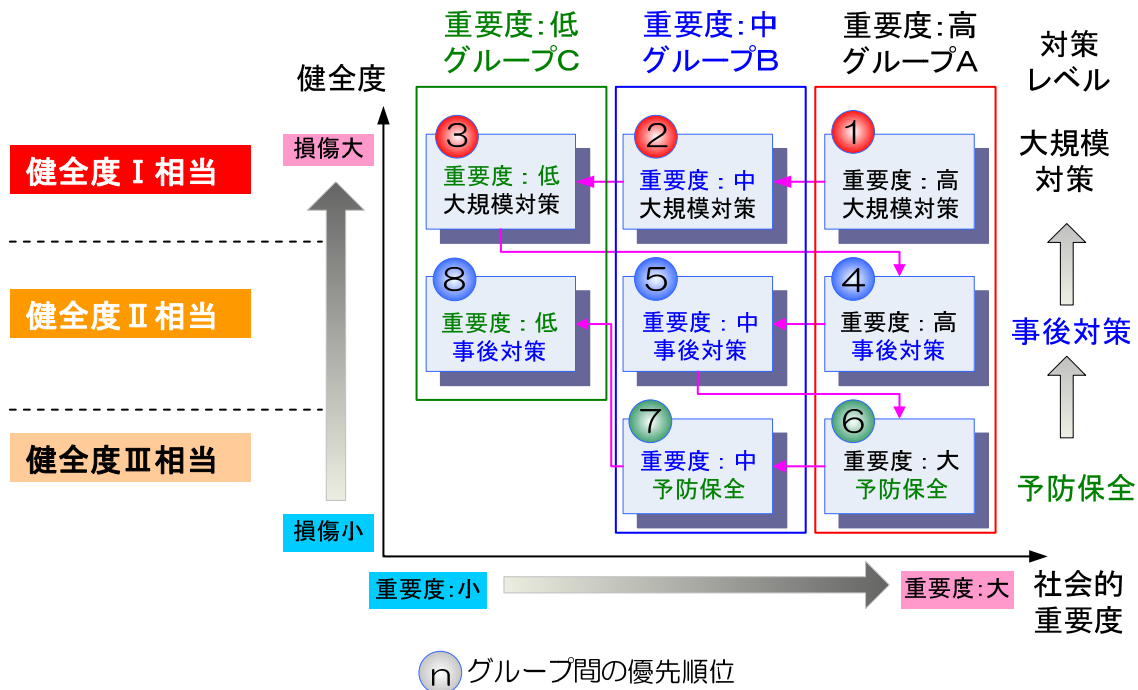 重要度:低
グループC
重要度:中
グループB
重要度:高
グループA
対策
レベル
健全度
健全度Ⅰ相当
損傷大
3
重要度:低
大規模対策
2
重要度:中
大規模対策
1
重要度:高
大規模対策
大規模
対策
健全度Ⅱ相当
8
重要度:低
事後対策
5
重要度:中
事後対策
4
重要度:高
事後対策
事後対策
健全度Ⅲ相当
7
重要度:中
予防保全
6
重要度:大
予防保全
予防保全
損傷小
重要度:小
重要度:大
社会的
重要度
n グループ間の優先順位